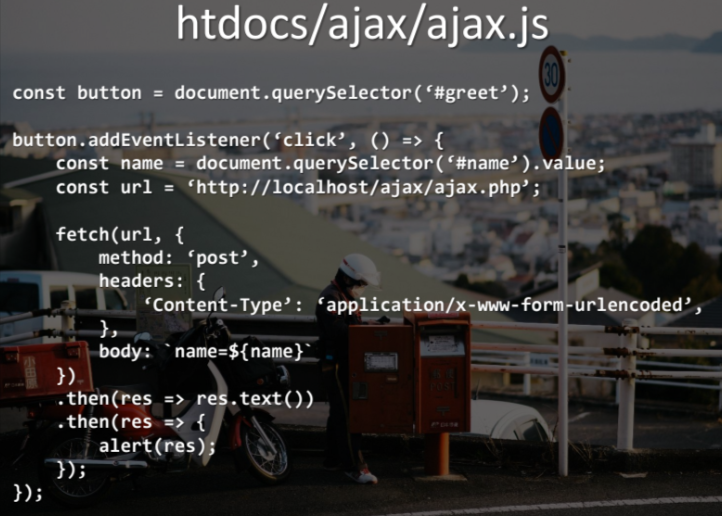 htdocs/ajax/ajax.js
const button = document.querySelector(‘#greet’);
button.addEventListener(‘click’, () => {
    const name = document.querySelector(‘#name’).value;
    const url = ‘http://localhost/ajax/ajax.php’;
    fetch(url, {
        method: ‘post’,
        headers: {
            ‘Content-Type’: ‘application/x-www-form-urlencoded’,
        },
        body: `name=${name}`
    })
    .then(res => res.text())
    .then(res => {
        alert(res);
    });
});
30